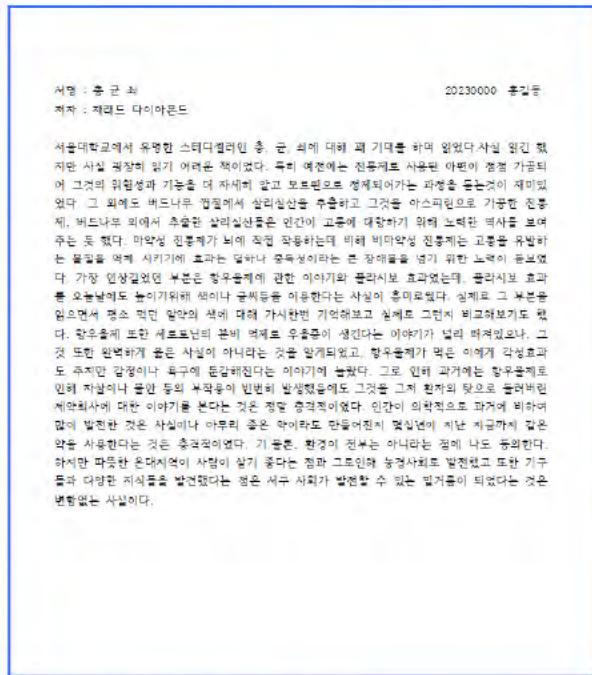 서명 : 총 균 쇠 20230000 홍길동
저자 : 재레드 다이아몬드
서울대학교에서 유명한 스테디셀러인 총, 균, 쇠에 대해 꽤 기대를 하며 읽었다.사실 읽긴 했
지만 사실 굉장히 읽기 어려운 책이었다. 특히 예전에는 진통제로 사용된 아편이 점점 가공되
어 그것의 위험성과 기능을 더 자세히 알고 모르핀으로 정제되어가는 과정을 듣는것이 재미있
었다. 그 외에도 버드나무 껍질에서 살리실산을 추출하고 그것을 아스피린으로 가공한 진통
제, 버드나무 외에서 추출한 살리실산들은 인간이 고통에 대항하기 위해 노력한 역사를 보여
주는 듯 했다. 마약성 진통제가 뇌에 직접 작용하는데 비해 비마약성 진통제는 고통을 유발하
는 물질을 억제 시키기에 효과는 덜하나 중독성이라는 큰 장애물을 넘기 위한 노력이 돋보였
다. 가장 인상깊었던 부분은 항우울제에 관한 이야기와 플라시보 효과였는데, 플라시보 효과
를 오늘날에도 높이기위해 색이나 글씨등을 이용한다는 사실이 흥미로웠다. 실제로 그 부분을
읽으면서 평소 먹던 알약의 색에 대해 다시한번 기억해보고 실제로 그런지 비교해보기도 했
다. 항우울제 또한 세로토닌의 분비 억제로 우울증이 생긴다는 이야기가 널리 퍼져있으나, 그
것 또한 완벽하게 옳은 사실이 아니라는 것을 알게되었고, 항우울제가 먹은 이에게 각성효과
도 주지만 감정이나 욕구에 둔감해진다는 이야기에 놀랐다. 그로 인해 과거에는 항우울제로
인해 자살이나 불안 등의 부작용이 빈번히 발생했음에도 그것을 그저 환자의 탓으로 돌려버린
제약회사에 대한 이야기를 본다는 것은 정말 충격적이였다. 인간이 의학적으로 과거에 비하여
많이 발전한 것은 사실이나 아무리 좋은 약이라도 만들어진지 몇십년이 지난 지금까지 같은
약을 사용한다는 것은 충격적이였다. 기 물론, 환경이 전부는 아니라는 점에 나도 동의한다.
하지만 따뜻한 온대지역이 사람이 살기 좋다는 점과 그로인해 농경사회로 발전했고 또한 기구
들과 다양한 지식들을 발견했다는 점은 서구 사회가 발전할 수 있는 밑거름이 되었다는 것은
변함없는 사실이다.